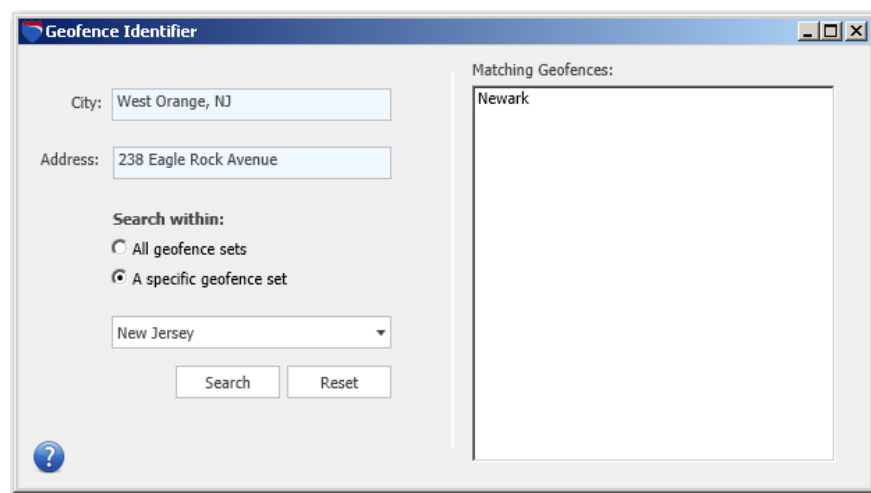 Geofence Identifier
City: West Orange, NJ
Address: 238 Eagle Rock Avenue
Search within:
All geofence sets
A specific geofence set
New Jersey
Search Reset
?
Matching Geofences:
Newark